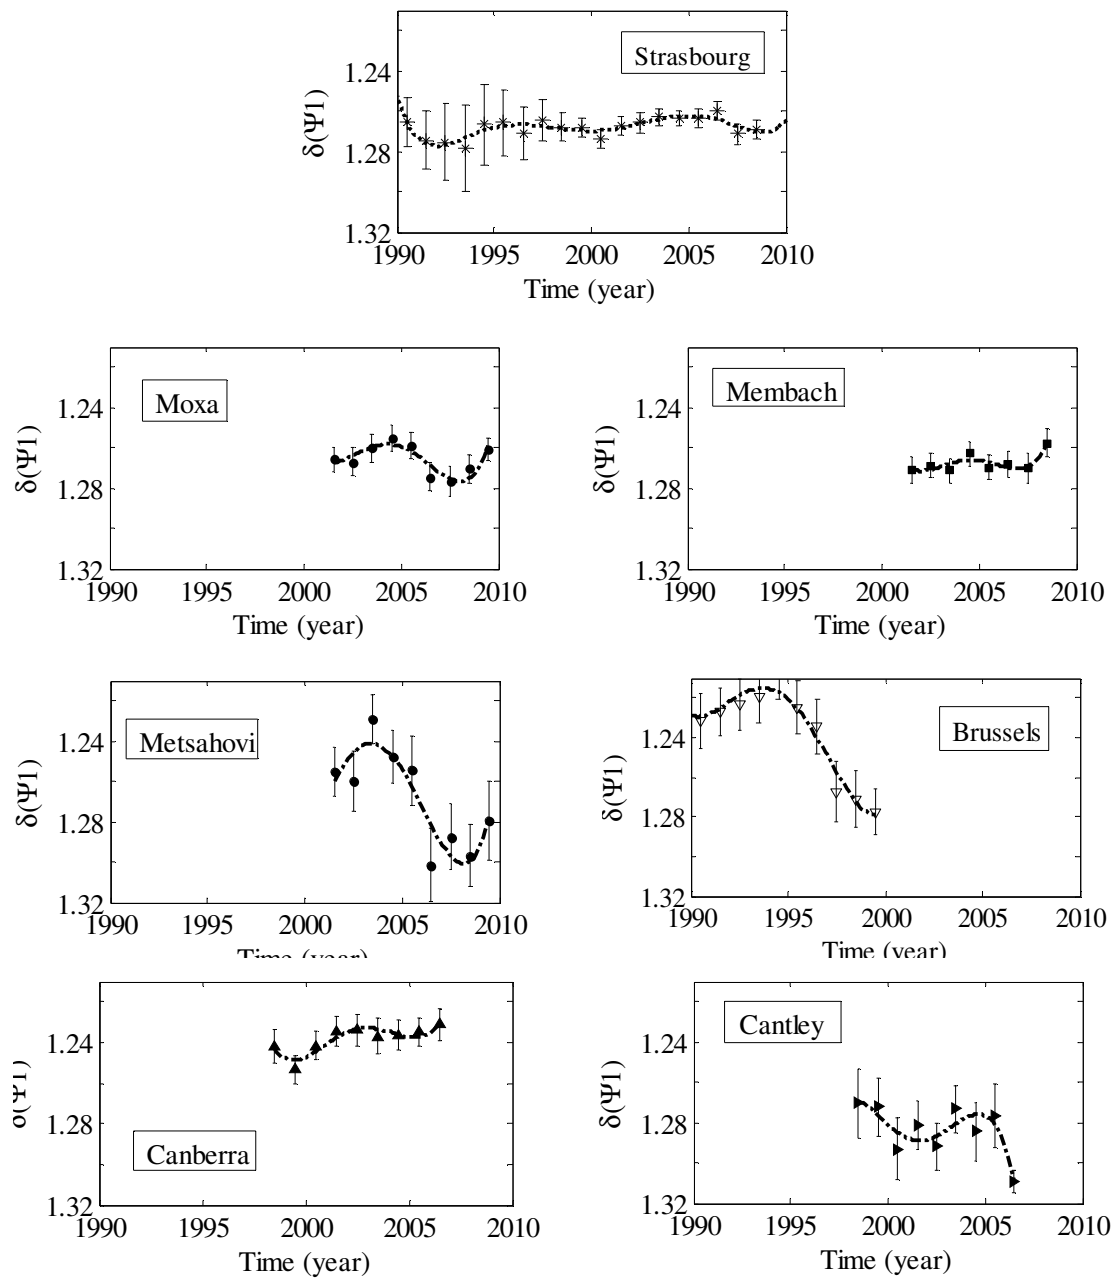 Strasbourg
δ(Ψ1)
1.24
1.28
1.32
1990 1995 2000 2005 2010
Time (year)
Moxa
δ(Ψ1)
1.24
1.28
1.32
1990 1995 2000 2005 2010
Time (year)
Membach
δ(Ψ1)
1.24
1.28
1.32
1990 1995 2000 2005 2010
Time (year)
Metsahovi
δ(Ψ1)
1.24
1.28
1.32
1990 1995 2000 2005 2010
Time (year)
Brussels
δ(Ψ1)
1.24
1.28
1.32
1990 1995 2000 2005 2010
Time (year)
Canberra
δ(Ψ1)
1.24
1.28
1.32
1990 1995 2000 2005 2010
Time (year)
Cantley
δ(Ψ1)
1.24
1.28
1.32
1990 1995 2000 2005 2010
Time (year)